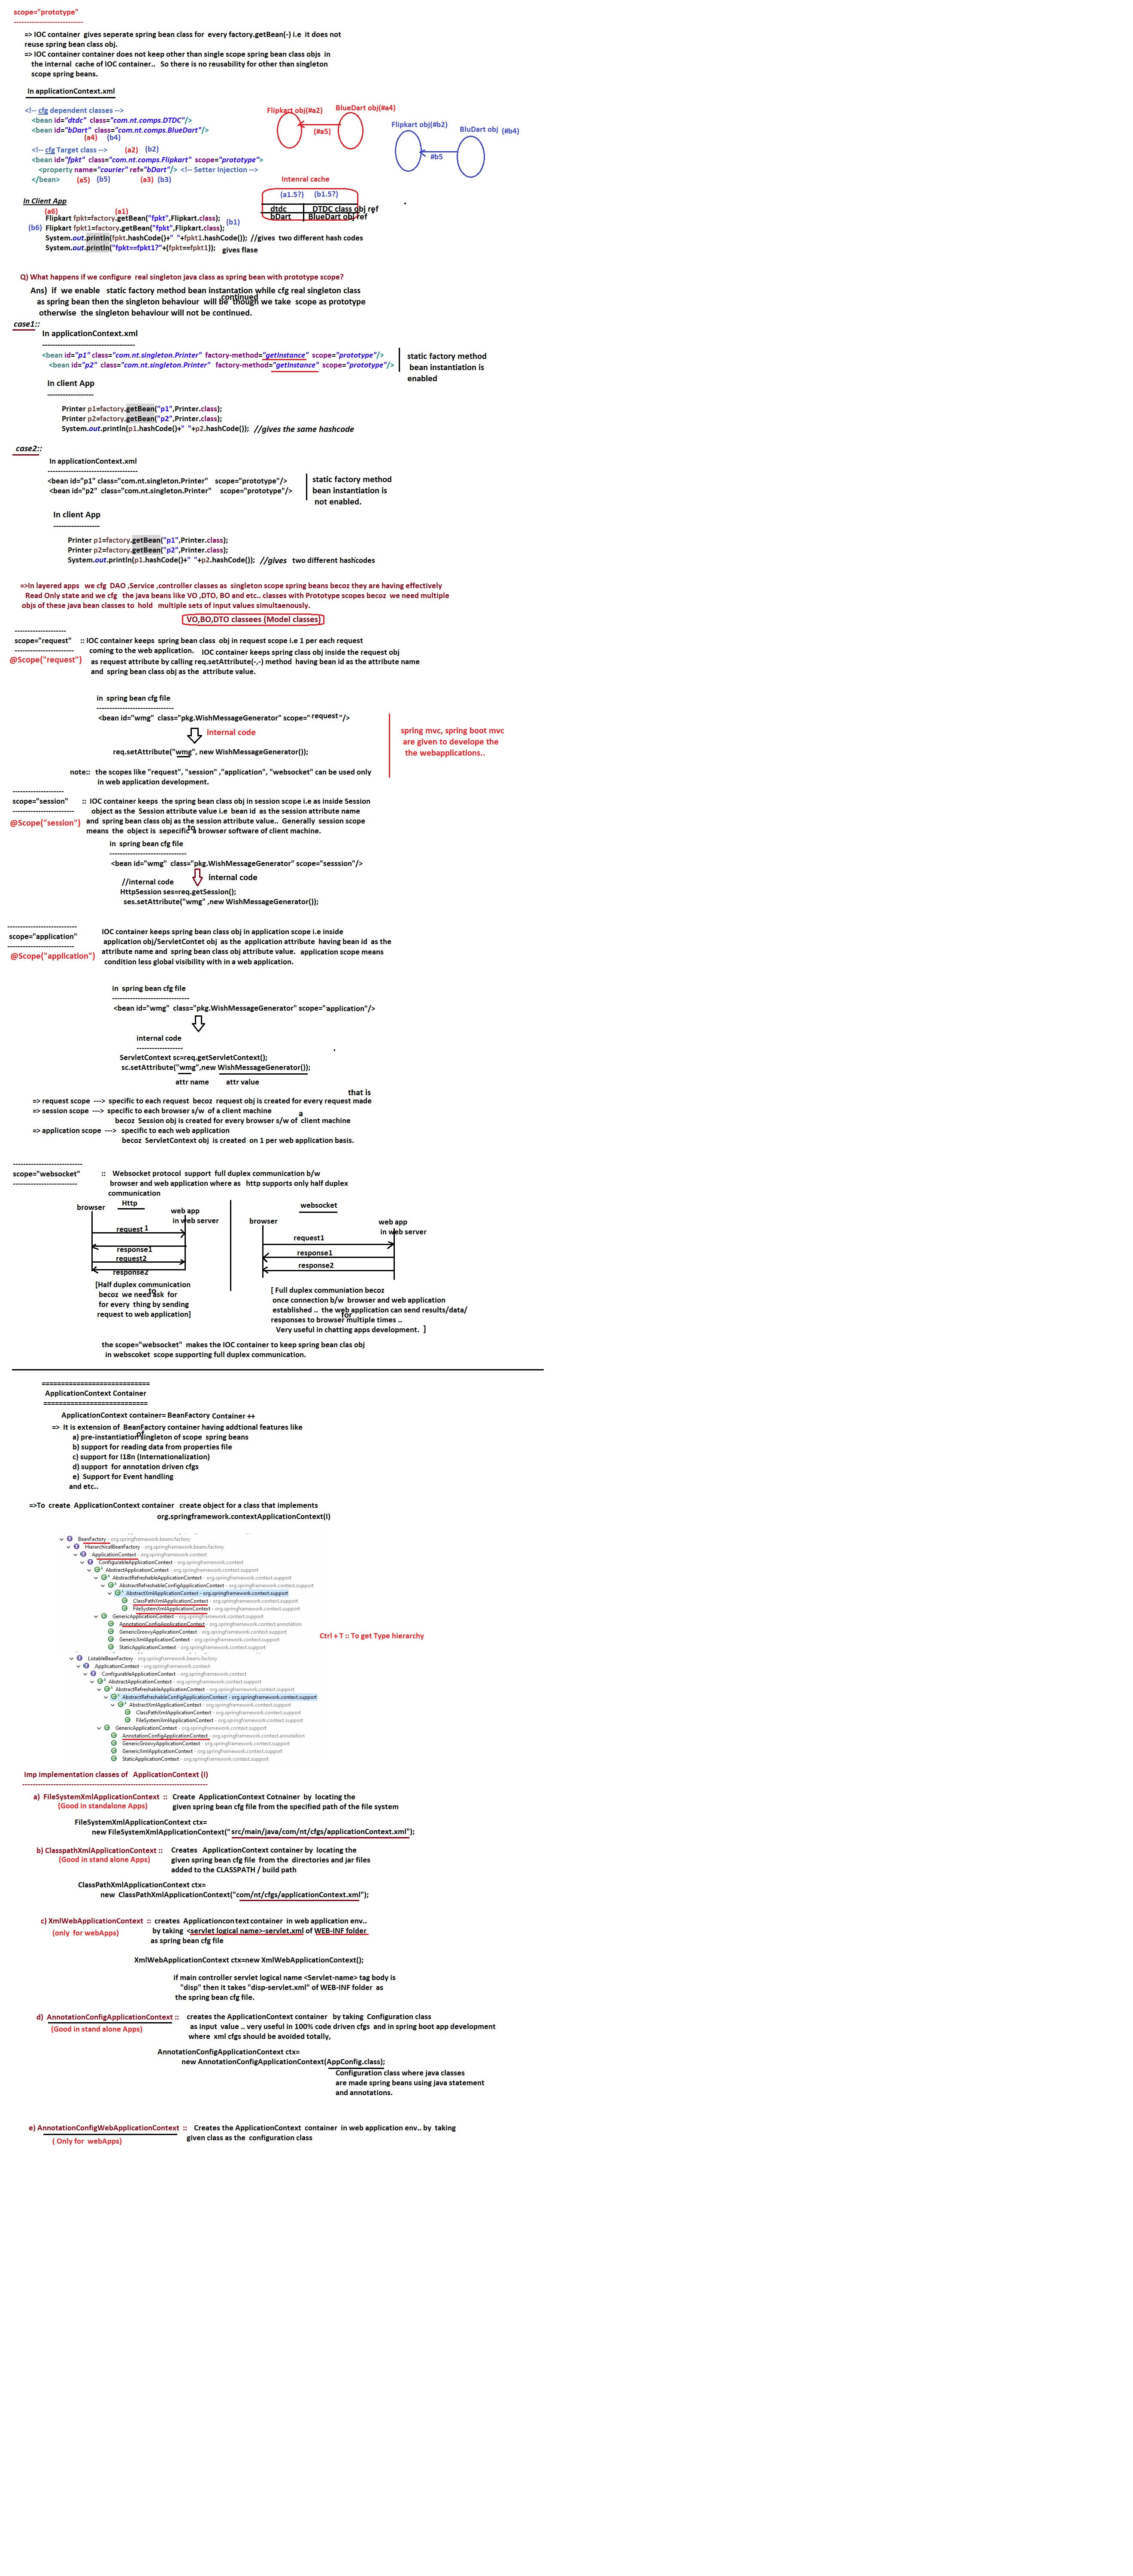 scope="prototype"
---------------------------
=> IOC container  gives seperate spring bean class for  every factory.getBean(-) i.e  it does not
reuse spring bean class obj.
=> IOC container container does not keep other than single scope spring bean class objs  in
the internal  cache of IOC container..   So there is no reusability for other than singleton
scope spring beans.
In applicationContext.xml
<!-- cfg dependent classes -->
<bean id="dtdc"  class="com.nt.comps.DTDC"/>
<bean id="bDart"  class="com.nt.comps.BlueDart"/>
(a4)    (b4)
<!-- cfg Target class -->    (a2)    (b2)
<bean id="fpkt"  class="com.nt.comps.Flipkart"  scope="prototype">
<property name="courier" ref="bDart"/>  <!-- Setter Injection -->
</bean>    (a5)    (b5)    (a3)  (b3)
Flipkart obj(#a2)    BlueDart obj(#a4)
(#a5)
Flipkart obj(#b2)    BluDart obj  (#b4)
#b5
Intenral cache
(a1.5?)    (b1.5?)
dtdc    DTDC class obj ref
bDart    BlueDart obj ref
In Client App
(a6)    (a1)
Flipkart fpkt=factory.getBean("fpkt",Flipkart.class);
(b6)  Flipkart fpkt1=factory.getBean("fpkt",Flipkart.class);    (b1)
System.out.println(fpkt.hashCode()+"  "+fpkt1.hashCode());  //gives  two different hash codes
System.out.println("fpkt==fpkt1?"+(fpkt==fpkt1));    gives flase
Q) What happens if we configure  real singleton java class as spring bean with prototype scope?
Ans)  if  we enable   static factory method bean instantation while cfg real singleton class
as spring bean then the singleton behaviour  will be  though we take  scope as prototype
continued
otherwise  the singleton behaviour will not be continued.
case1::
In applicationContext.xml
------------------------------------
<bean id="p1" class="com.nt.singleton.Printer"  factory-method="getInstance"  scope="prototype"/>
<bean id="p2"  class="com.nt.singleton.Printer"   factory-method="getInstance"  scope="prototype"/>
static factory method
bean instantiation is
enabled
In client App
------------------
Printer p1=factory.getBean("p1",Printer.class);
Printer p2=factory.getBean("p2",Printer.class);
System.out.println(p1.hashCode()+"  "+p2.hashCode());  //gives the same hashcode
case2::
In applicationContext.xml
-----------------------------------
<bean id="p1" class="com.nt.singleton.Printer"    scope="prototype"/>
<bean id="p2"  class="com.nt.singleton.Printer"     scope="prototype"/>
static factory method
bean instantiation is
not enabled.
In client App
------------------
Printer p1=factory.getBean("p1",Printer.class);
Printer p2=factory.getBean("p2",Printer.class);
System.out.println(p1.hashCode()+"  "+p2.hashCode());  //gives   two different hashcodes
=>In layered apps   we cfg  DAO ,Service ,controller classes as  singleton scope spring beans becoz they are having effectively
Read Only state and we cfg   the java beans like VO ,DTO, BO and etc.. classes with Prototype scopes becoz  we need multiple
objs of these java bean classes to  hold   multiple sets of input values simultaenously.
VO,BO,DTO classees (Model classes)
--------------------
scope="request"    :: IOC container keeps  spring bean class  obj in request scope i.e 1 per each request
-----------------------    coming to the web application.    IOC container keeps spring class obj inside the request obj
@Scope("request")    as request attribute by calling req.setAttribute(-,-) method  having bean id as the attribute name
and  spring bean class obj as the  attribute value.
in  spring bean cfg file
------------------------------
<bean id="wmg"  class="pkg.WishMessageGenerator" scope=" request "/>
internal code
req.setAttribute("wmg", new WishMessageGenerator());
spring mvc, spring boot mvc
are given to develope the
the webapplications..
note::   the scopes like "request", "session" ,"application", "websocket" can be used only
in web application development.
--------------------
scope="session"    ::  IOC container keeps  the spring bean class obj in session scope i.e as inside Session
------------------------    object as the  Session attribute value i.e  bean id  as the session attribute name
@Scope("session")    and  spring bean class obj as the session attribute value..  Generally  session scope
means  the  object is  sepecific  a browser software of client machine.
to
in  spring bean cfg file
------------------------------
<bean id="wmg"  class="pkg.WishMessageGenerator" scope="sesssion"/>
internal code
//internal code
HttpSession ses=req.getSession();
ses.setAttribute("wmg" ,new WishMessageGenerator());
---------------------------
scope="application"    IOC container keeps spring bean class obj in application scope i.e inside
--------------------------    application obj/ServletContet obj  as the  application attribute  having bean id  as the
@Scope("application")    attribute name and  spring bean class obj attribute value.   application scope means
condition less global visibility with in a web application.
in  spring bean cfg file
------------------------------
<bean id="wmg"  class="pkg.WishMessageGenerator" scope="application"/>
internal code
------------------
ServletContext sc=req.getServletContext();
sc.setAttribute("wmg",new WishMessageGenerator());
attr name    attr value
that is
=> request scope  ---->  specific to each request  becoz  request obj is created for every request made
=> session scope  ---->  specific to each browser s/w  of a client machine
a
becoz  Session obj is created for every browser s/w of  client machine
=> application scope  ---->   specific to each web application
becoz  ServletContext obj  is created  on 1 per web application basis.
---------------------------
scope="websocket"    ::    Websocket protocol  support  full duplex communication b/w
-------------------------    browser and web application where as   http supports only half duplex
communication
Http
browser    web app
in web server
request 1
response1
request2
response2
[Half duplex communication
becoz  we need ask  for
to
for every  thing by sending
request to web application]
websocket
browser    web app
in web server
request1
response1
response2
[ Full duplex communiation becoz
once connection b/w  browser and web application
established ..  the web application can send results/data/
responses to browser multiple times ..
for
Very useful in chatting apps development.  ]
the scope="websocket"  makes the IOC container to keep spring bean clas obj
in webscoket  scope supporting full duplex communication.
============================
ApplicationContext Container
===========================
ApplicationContext container= BeanFactory Container ++
=>  It is extension of  BeanFactory container having addtional features like
of
a) pre-instantiation singleton of scope  spring beans
b) support for reading data from properties file
c) support for I18n (Internationalization)
d) support  for annotation driven cfgs
e)  Support for Event handling
and etc..
=>To  create  ApplicationContext container   create object for a class that implements
org.springframework.contextApplicationContext(I)
BeanFactory - org.springframework.beans.factory
HierarchicalBeanFactory - org.springframework.beans.factory
ApplicationContext - org.springframework.context
ConfigurableApplicationContext - org.springframework.context
AbstractApplicationContext - org.springframework.context.support
AbstractRefreshableApplicationContext - org.springframework.context.support
AbstractRefreshableConfigApplicationContext - org.springframework.context.support
AbstractXmlApplicationContext - org.springframework.context.support
ClassPathXmlApplicationContext - org.springframework.context.support
FileSystemXmlApplicationContext - org.springframework.context.support
GenericApplicationContext - org.springframework.context.support
AnnotationConfigApplicationContext - org.springframework.context.annotation
GenericGroovyApplicationContext - org.springframework.context.support
GenericXmlApplicationContext - org.springframework.context.support
StaticApplicationContext - org.springframework.context.support
Ctrl + T :: To get Type hierarchy
ListableBeanFactory - org.springframework.beans.factory
ApplicationContext - org.springframework.context
ConfigurableApplicationContext - org.springframework.context
AbstractApplicationContext - org.springframework.context.support
AbstractRefreshableApplicationContext - org.springframework.context.support
AbstractRefreshableConfigApplicationContext - org.springframework.context.support
AbstractXmlApplicationContext - org.springframework.context.support
ClassPathXmlApplicationContext - org.springframework.context.support
FileSystemXmlApplicationContext - org.springframework.context.support
GenericApplicationContext - org.springframework.context.support
AnnotationConfigApplicationContext - org.springframework.context.annotation
GenericGroovyApplicationContext - org.springframework.context.support
GenericXmlApplicationContext - org.springframework.context.support
StaticApplicationContext - org.springframework.context.support
Imp implementation classes of   ApplicationContext (I)
------------------------------------------------------------------------
a)  FileSystemXmlApplicationContext  ::   Create  ApplicationContext Cotnainer  by  locating the
(Good in standalone Apps)    given spring bean cfg file from the specified path of the file system
FileSystemXmlApplicationContext ctx=
new FileSystemXmlApplicationContext("src/main/java/com/nt/cfgs/applicationContext.xml");
b) ClasspathXmlApplicationContext ::    Creates   ApplicationContext container by  locating the
(Good in stand alone Apps)    given spring bean cfg file  from the  directories and jar files
added to the CLASSPATH / build path
ClassPathXmlApplicationContext ctx=
new  ClassPathXmlApplicationContext("com/nt/cfgs/applicationContext.xml");
c) XmlWebApplicationContext  ::  creates  Applicationcontext container  in web application env..
(only  for webApps)    by taking  <servlet logical name>-servlet.xml of WEB-INF folder
as spring bean cfg file
XmlWebApplicationContext ctx=new XmlWebApplicationContext();
if main controller servlet logical name <Servlet-name> tag body is
"disp" then it takes "disp-servlet.xml" of WEB-INF folder  as
the spring bean cfg file.
d)  AnnotationConfigApplicationContext ::    creates the ApplicationContext  container   by taking  Configuration class
(Good in stand alone Apps)    as input  value .. very useful in 100% code driven cfgs  and in spring boot app development
where  xml cfgs should be avoided totally,
AnnotationConfigApplicationContext ctx=
new AnnotationConfigApplicationContext(AppConfig.class);
Configuration class where java classes
are made spring beans using java statement
and annotations.
e) AnnotationConfigWebApplicationContext  ::    Creates the ApplicationContext  container  in web application env.. by  taking
( Only for  webApps)    given class as the  configuration class